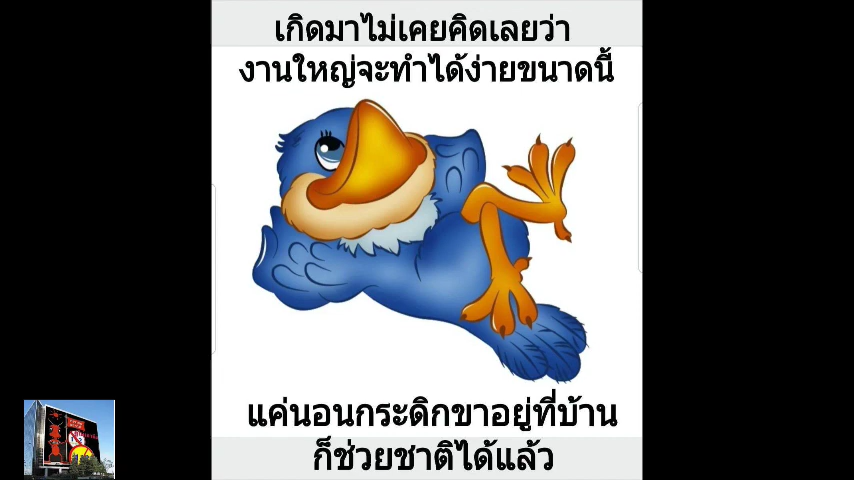 เกิดมาไม่เคยคิดเลยว่า
งานใหญ่จะทำได้ง่ายขนาดนี้
แค่นอนกระดิกขาอยู่ที่บ้าน
ก็ช่วยชาติได้แล้ว